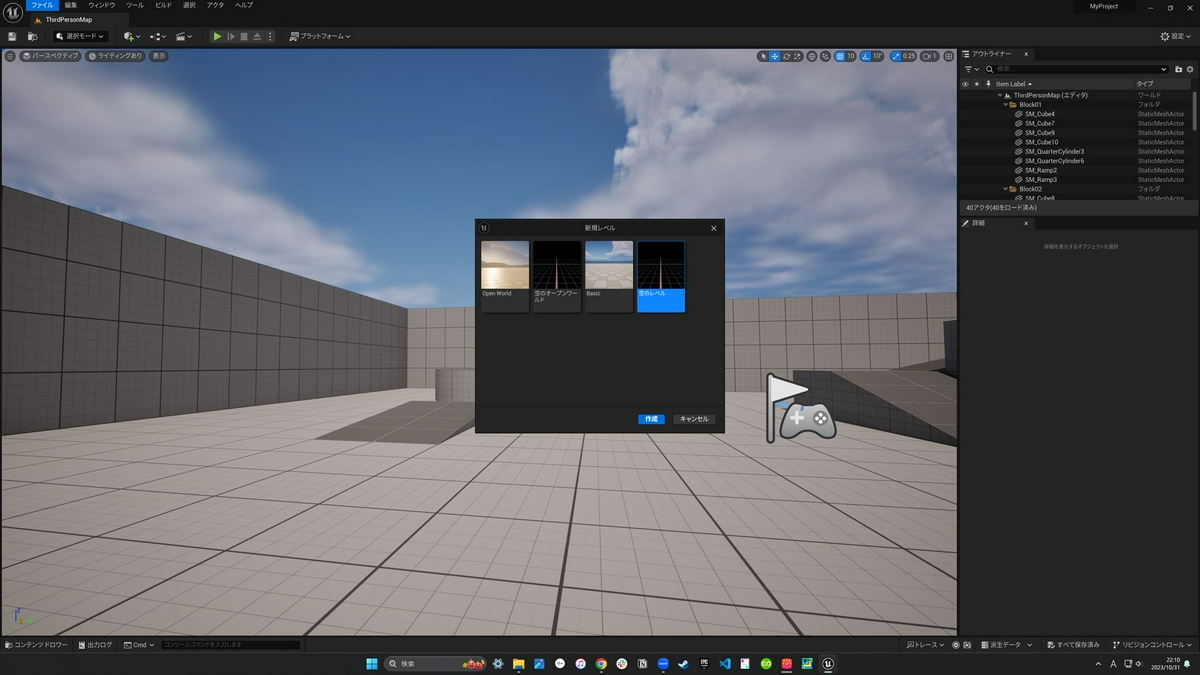 ファイル 編集 ウィンドウ ツール ビルド 選択 アクタ ヘルプ
MyProject
ThirdPersonMap
選択モード
プラットフォーム
設定
パースペクティブ ライティングあり 表示
10 10° 0.25 1
アウトライナー
検索...
Item Label タイプ
ThirdPersonMap (エディタ) ワールド
Block01 フォルダ
SM_Cube4 StaticMeshActor
SM_Cube7 StaticMeshActor
SM_Cube9 StaticMeshActor
SM_Cube10 StaticMeshActor
SM_QuarterCylinder3 StaticMeshActor
SM_QuarterCylinder6 StaticMeshActor
SM_Ramp2 StaticMeshActor
SM_Ramp3 StaticMeshActor
Block02 フォルダ
SM_Cube8 StaticMeshActor
40アクタ(40をロード済み)
詳細
詳細を表示するオブジェクトを選択
新規レベル
Open World
空のオープンワールド
Basic
空のレベル
作成 キャンセル
コンテンツドロワー 出力ログ Cmd コンソールコマンドを入力します
トレース 派生データ すべて保存済み リビジョンコントロール
検索
A
22:10
2023/10/31